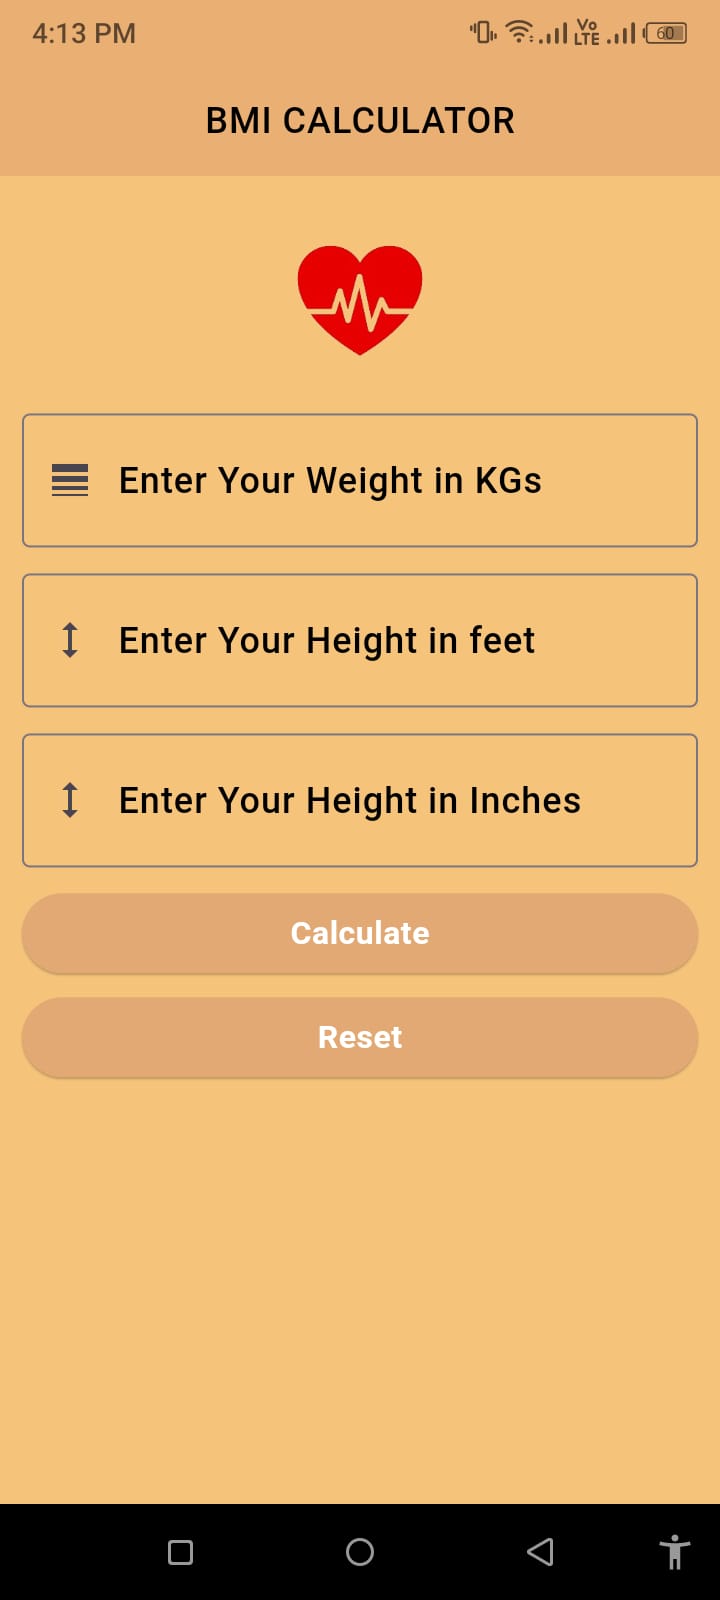 4:13 PM
Vo
LTE
60
BMI CALCULATOR
Enter Your Weight in KGs
Enter Your Height in feet
Enter Your Height in Inches
Calculate
Reset